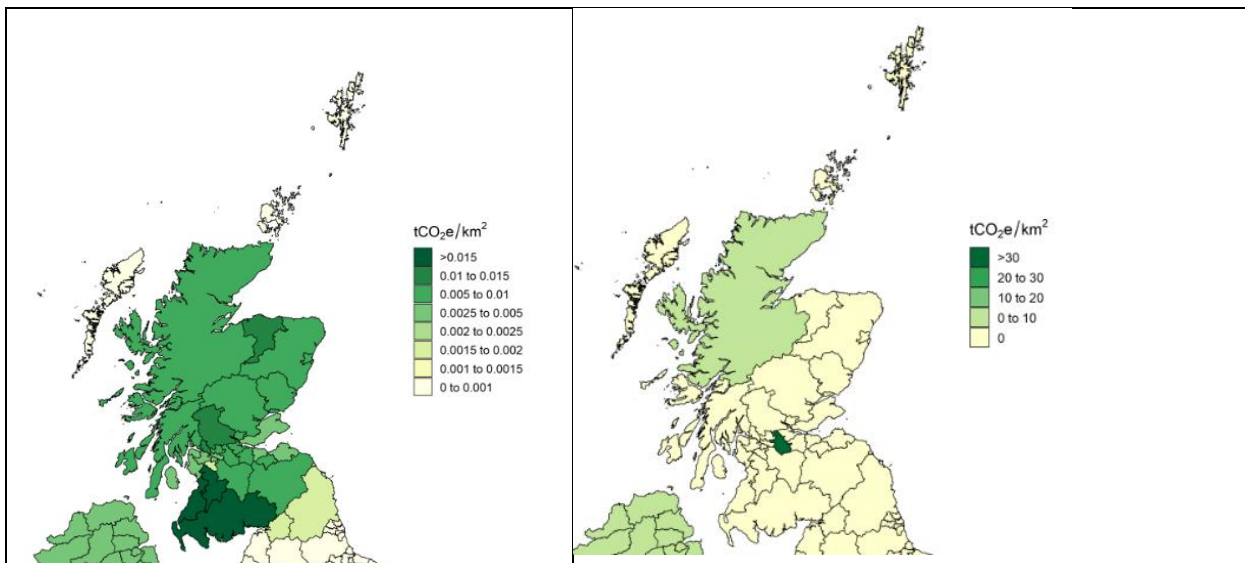 tCO₂e/km²
>0.015
0.01 to 0.015
0.005 to 0.01
0.0025 to 0.005
0.002 to 0.0025
0.0015 to 0.002
0.001 to 0.0015
0 to 0.001
tCO₂e/km²
>30
20 to 30
10 to 20
0 to 10
0